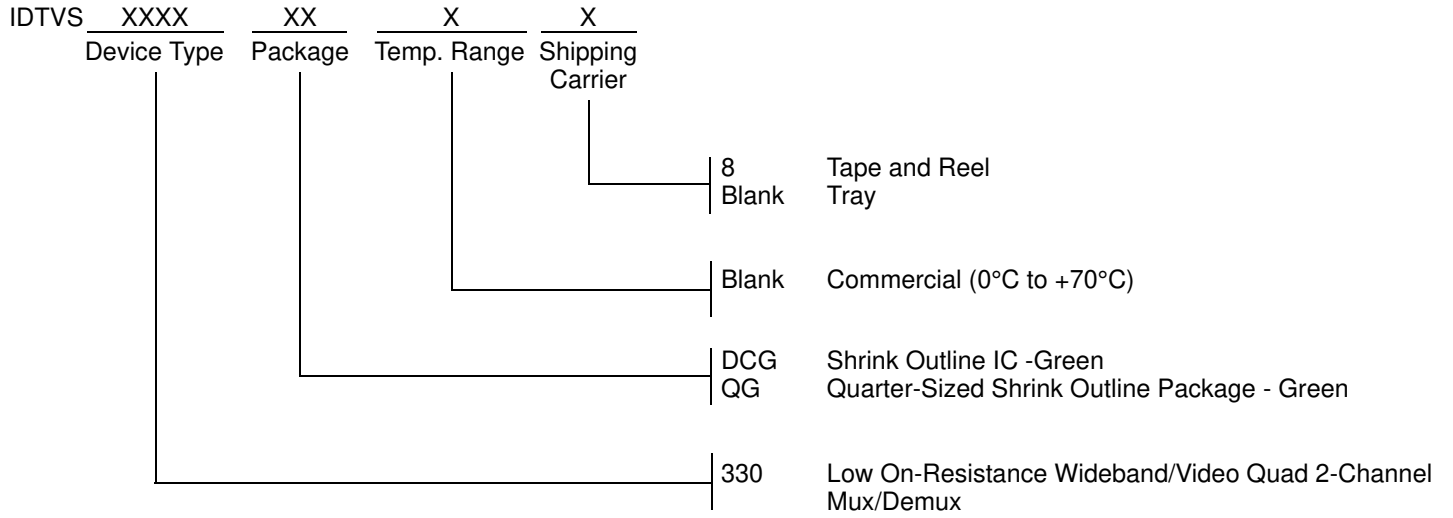 IDTVS XXXX XX X X
Device Type Package Temp. Range Shipping
Carrier
8 Tape and Reel
Blank Tray
Blank Commercial (0°C to +70°C)
DCG Shrink Outline IC -Green
QG Quarter-Sized Shrink Outline Package - Green
330 Low On-Resistance Wideband/Video Quad 2-Channel
Mux/Demux